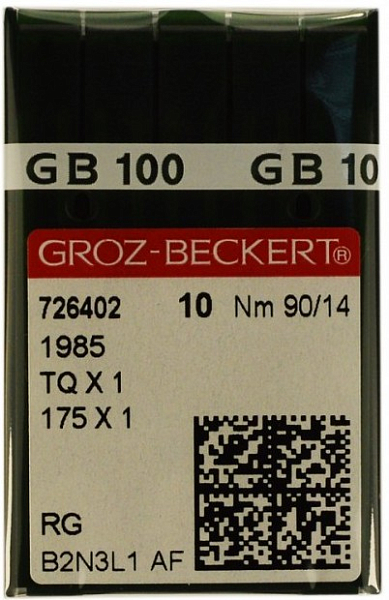 GB 100 GB 10
GROZ-BECKERT®
726402 10 Nm 90/14
1985
TQ X 1
175 X 1
RG
B2N3L1 AF